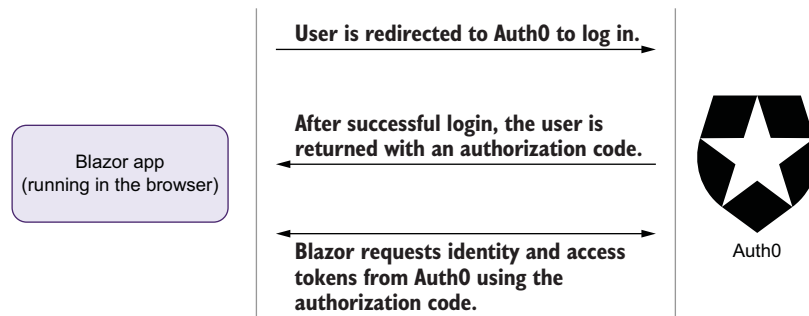 User is redirected to Auth0 to log in.
After successful login, the user is
returned with an authorization code.
Blazor app
(running in the browser)
Auth0
Blazor requests identity and access
tokens from Auth0 using the
authorization code.